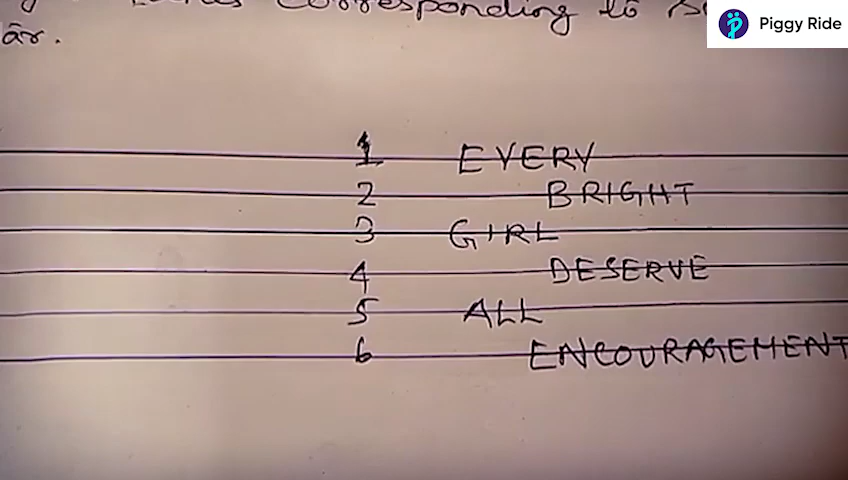 Piggy Ride
corresponding to
1 EVERY
2 BRIGHT
3 GIRL
4 DESERVE
5 ALL
6 ENCOURAGEMENT